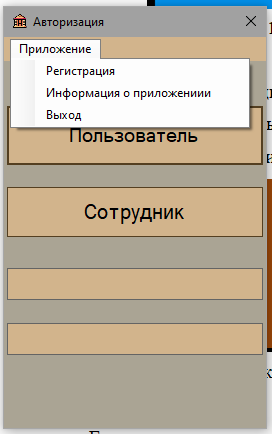 Авторизация
Приложение
Регистрация
Информация о приложениии
Выход
Пользователь
Сотрудник